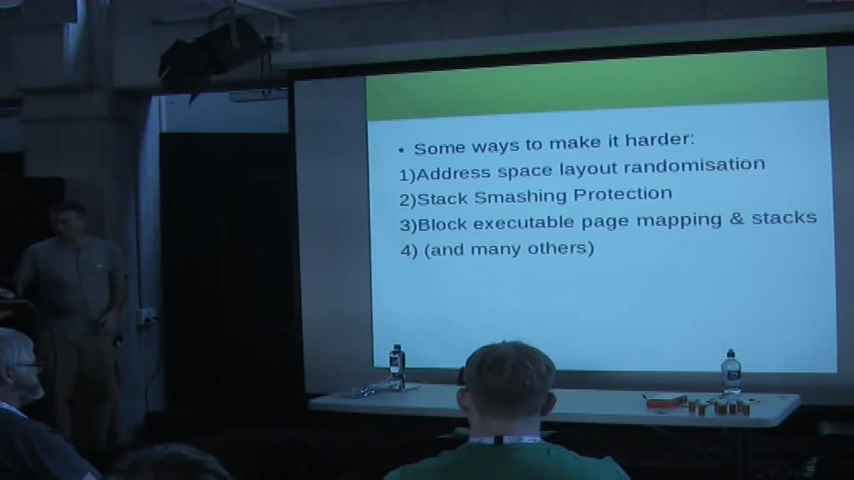 • Some ways to make it harder:
1)Address space layout randomisation
2)Stack Smashing Protection
3)Block executable page mapping & stacks
4) (and many others)